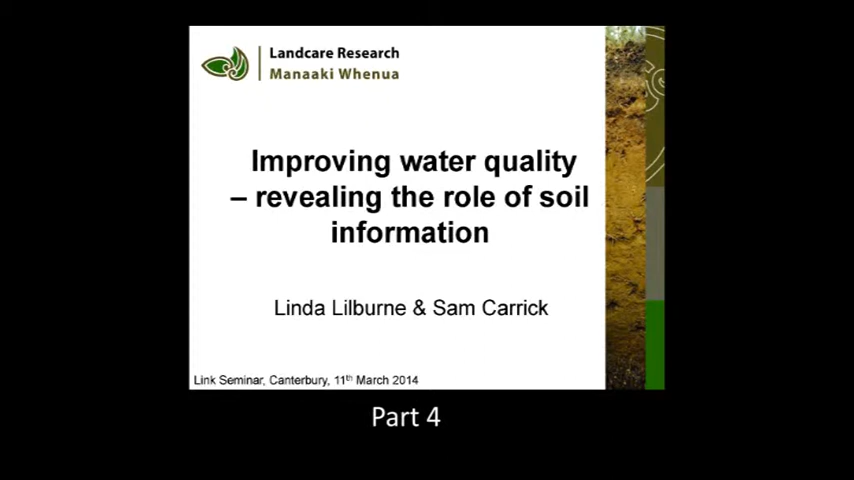 Landcare Research
Manaaki Whenua
Improving water quality
– revealing the role of soil
information
Linda Lilburne & Sam Carrick
Link Seminar, Canterbury, 11th March 2014
Part 4